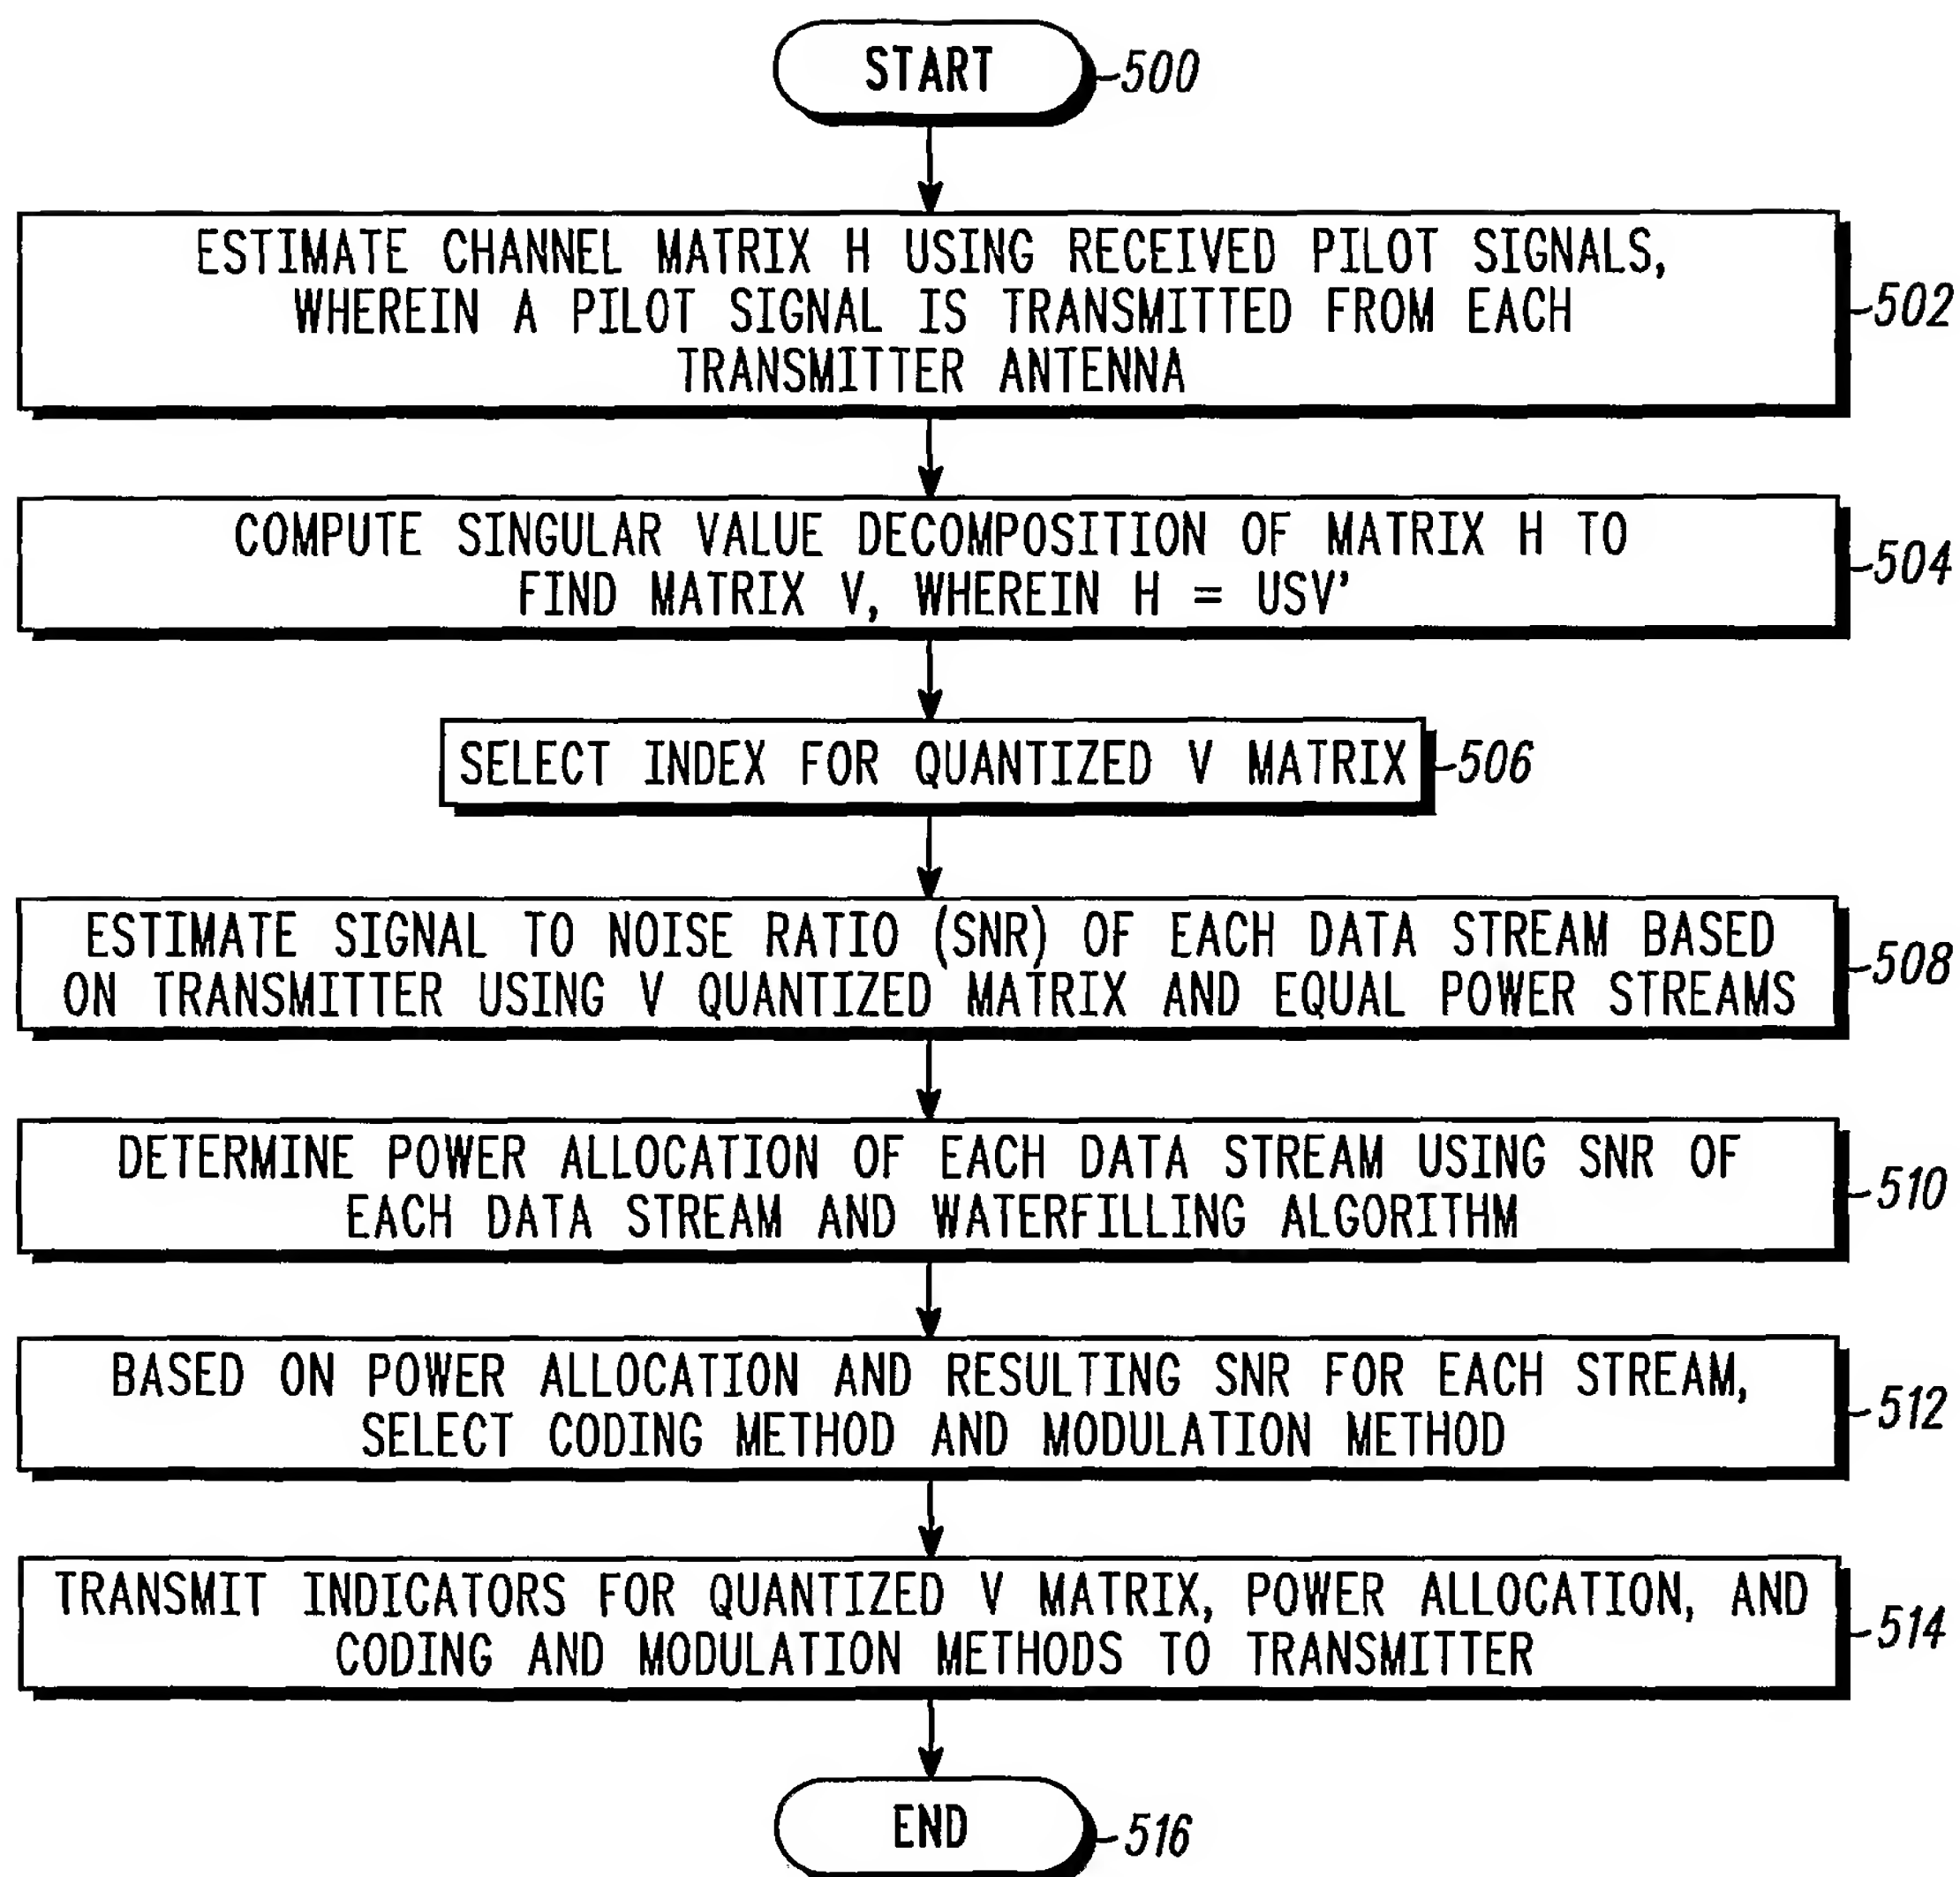 START
500
ESTIMATE CHANNEL MATRIX H USING RECEIVED PILOT SIGNALS,
WHEREIN A PILOT SIGNAL IS TRANSMITTED FROM EACH
TRANSMITTER ANTENNA
502
COMPUTE SINGULAR VALUE DECOMPOSITION OF MATRIX H TO
FIND MATRIX V, WHEREIN H = USV'
504
SELECT INDEX FOR QUANTIZED V MATRIX
506
ESTIMATE SIGNAL TO NOISE RATIO (SNR) OF EACH DATA STREAM BASED
ON TRANSMITTER USING V QUANTIZED MATRIX AND EQUAL POWER STREAMS
508
DETERMINE POWER ALLOCATION OF EACH DATA STREAM USING SNR OF
EACH DATA STREAM AND WATERFILLING ALGORITHM
510
BASED ON POWER ALLOCATION AND RESULTING SNR FOR EACH STREAM,
SELECT CODING METHOD AND MODULATION METHOD
512
TRANSMIT INDICATORS FOR QUANTIZED V MATRIX, POWER ALLOCATION, AND
CODING AND MODULATION METHODS TO TRANSMITTER
514
END
516